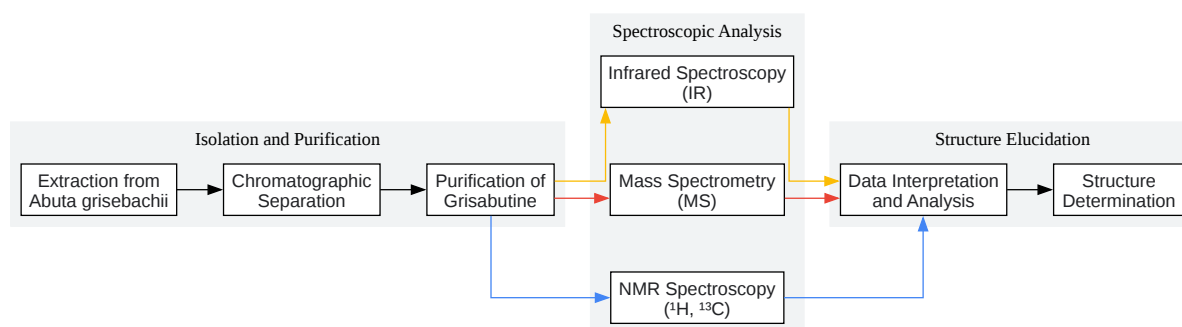 Spectroscopic Analysis
Infrared Spectroscopy
(IR)
Isolation and Purification
Structure Elucidation
Extraction from
Abuta grisebachii
Chromatographic
Separation
Purification of
Grisabutine
Mass Spectrometry
(MS)
Data Interpretation
and Analysis
Structure
Determination
NMR Spectroscopy
(¹H, ¹³C)